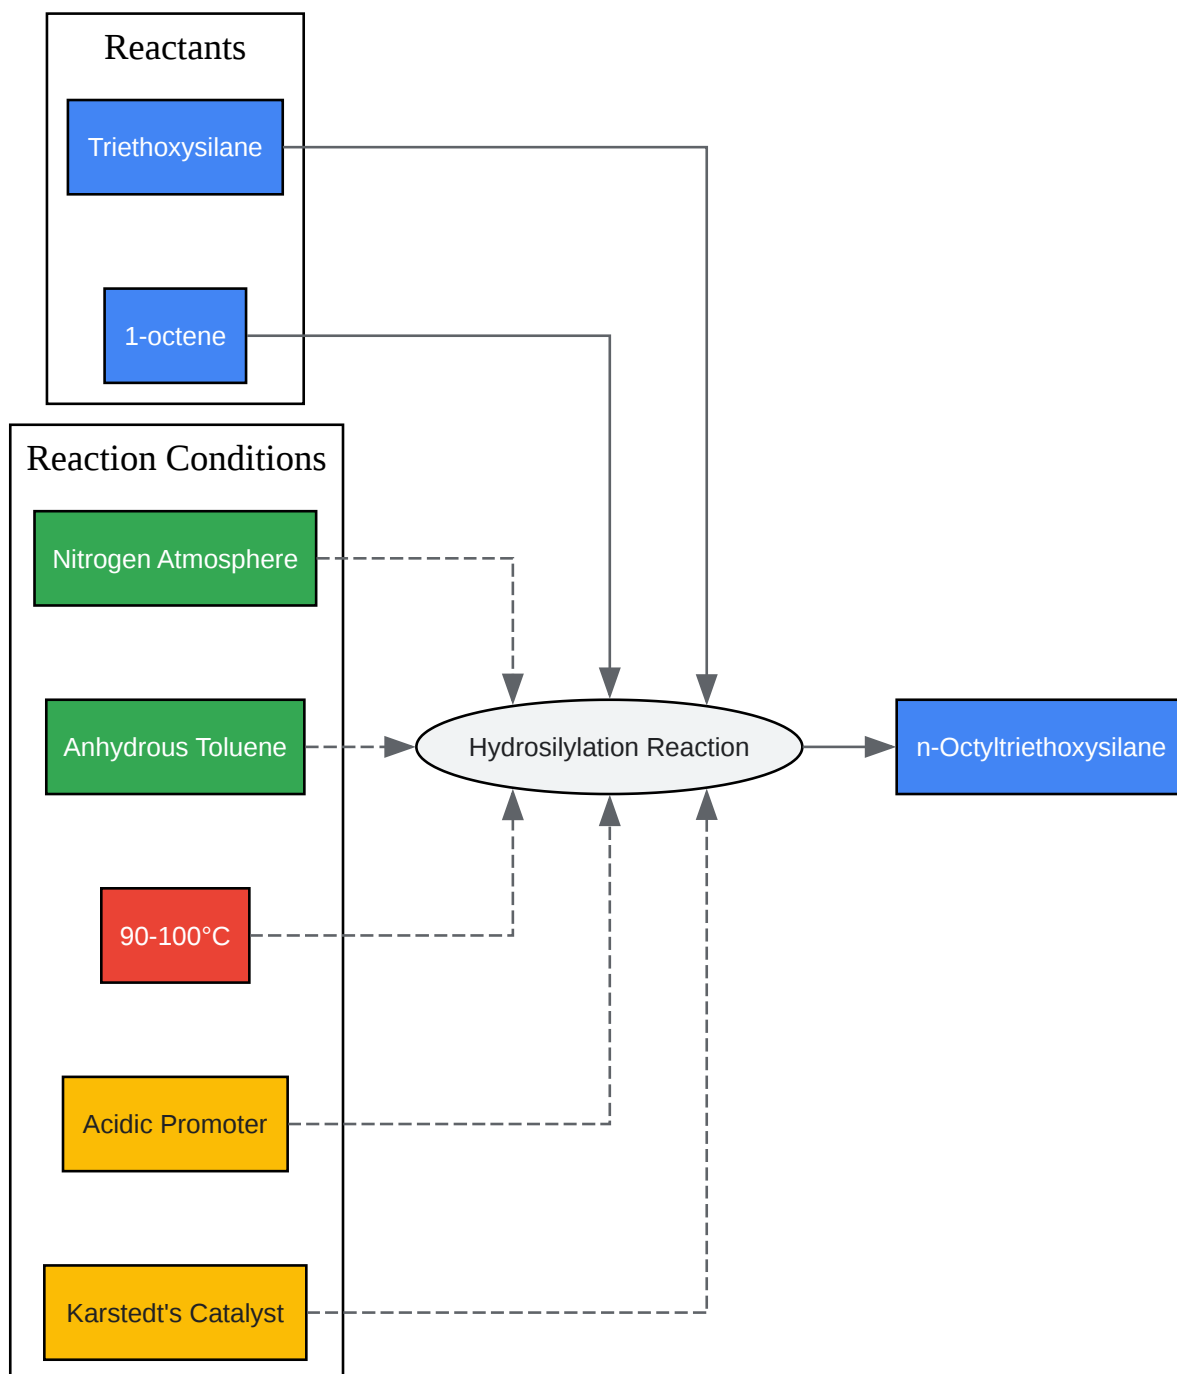 Reactants
Triethoxysilane
1-octene
Reaction Conditions
Nitrogen Atmosphere
Anhydrous Toluene
Hydrosilylation Reaction
n-Octyltriethoxysilane
90-100°C
Acidic Promoter
Karstedt's Catalyst